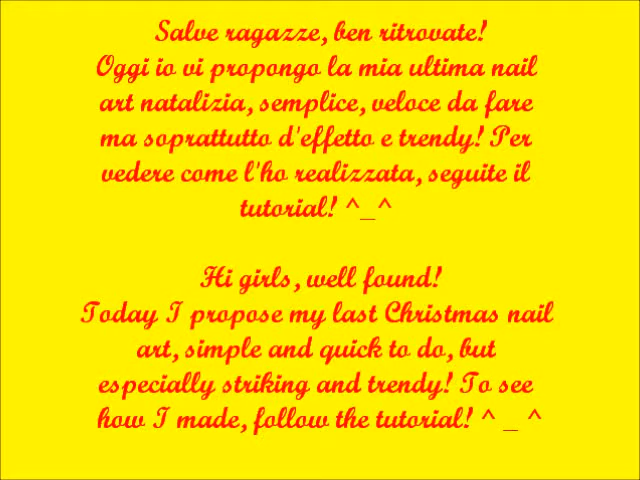 Salve ragazze, ben ritrovate!
Oggi io vi propongo la mia ultima nail
art natalizia, semplice, veloce da fare
ma soprattutto d'effetto e trendy! Per
vedere come l'ho realizzata, seguite il
tutorial! ^_^
Hi girls, well found!
Today I propose my last Christmas nail
art, simple and quick to do, but
especially striking and trendy! To see
how I made, follow the tutorial! ^ _ ^